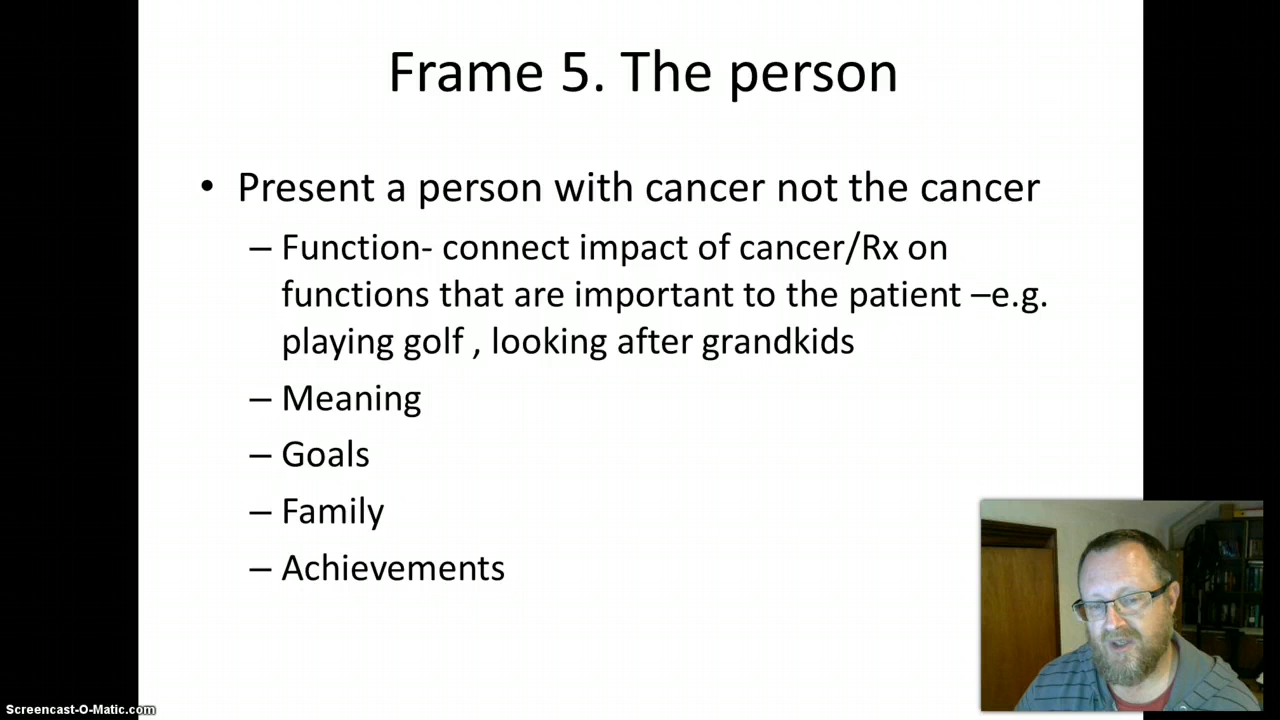 Frame 5. The person
• Present a person with cancer not the cancer
– Function- connect impact of cancer/Rx on
functions that are important to the patient –e.g.
playing golf , looking after grandkids
– Meaning
– Goals
– Family
– Achievements
Screencast-O-Matic.com